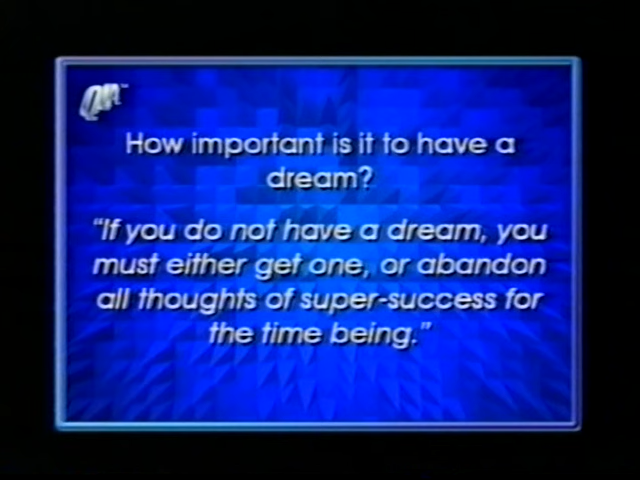 How important is it to have a
dream?
"If you do not have a dream, you
must either get one, or abandon
all thoughts of super-success for
the time being."